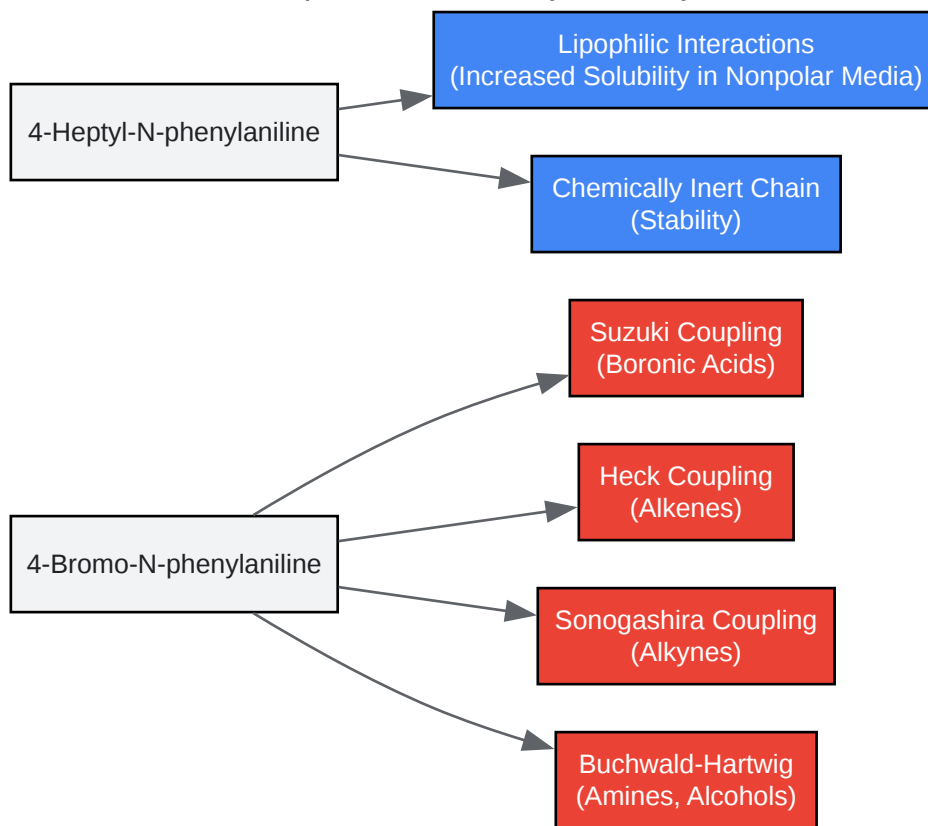 Lipophilic Interactions
(Increased Solubility in Nonpolar Media)
4-Heptyl-N-phenylaniline
Chemically Inert Chain
(Stability)
Suzuki Coupling
(Boronic Acids)
Heck Coupling
(Alkenes)
4-Bromo-N-phenylaniline
Sonogashira Coupling
(Alkynes)
Buchwald-Hartwig
(Amines, Alcohols)